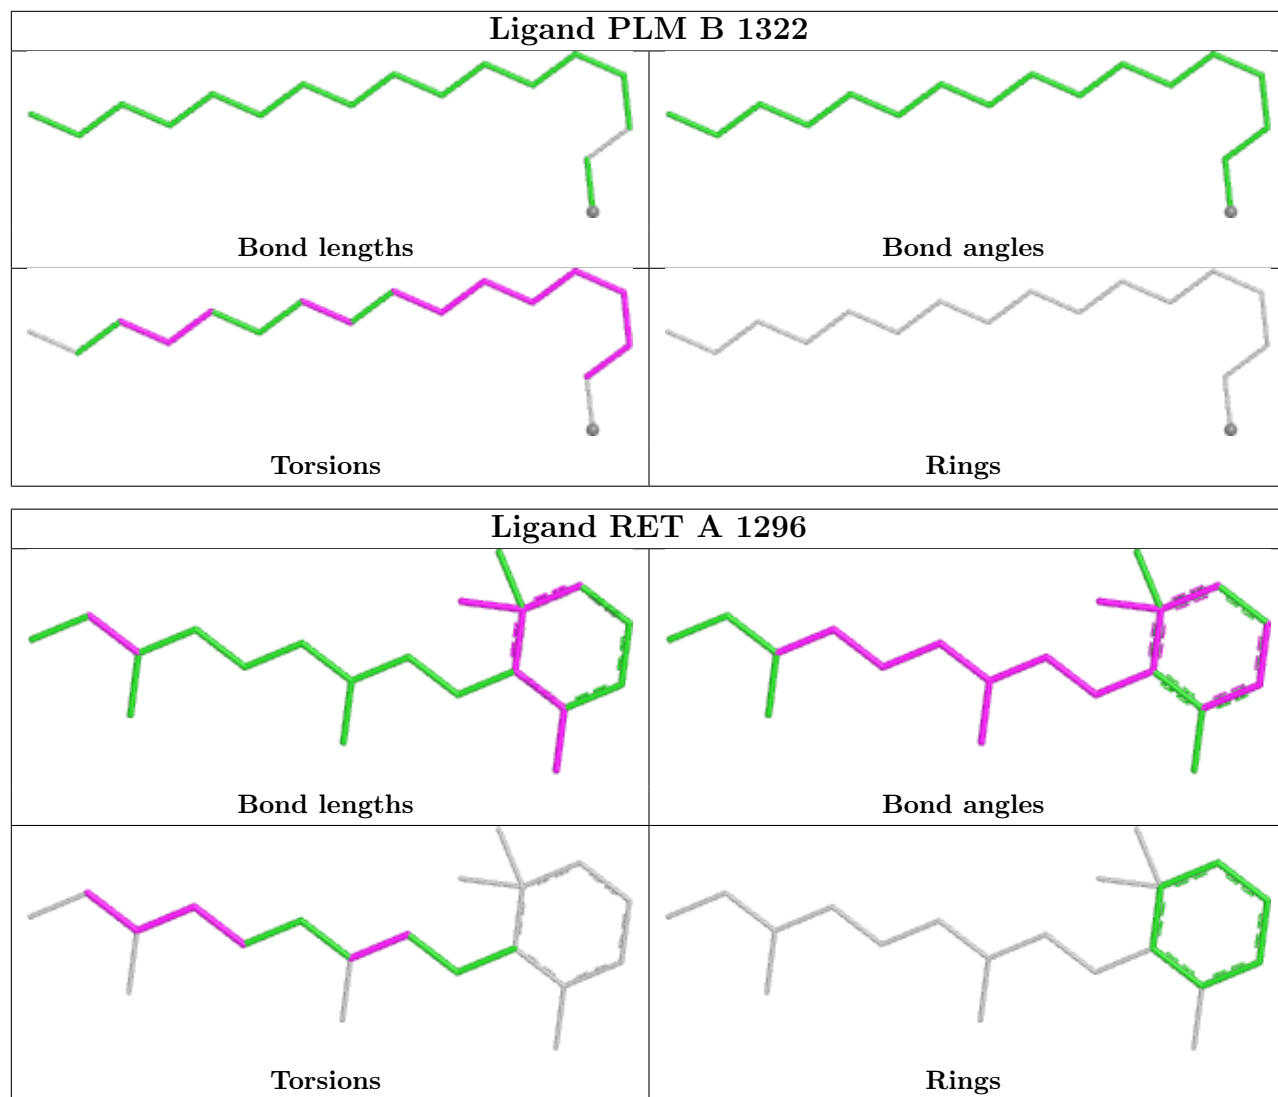 Ligand PLM B 1322
Bond lengths
Bond angles
Torsions
Rings
Ligand RET A 1296
Bond lengths
Bond angles
Torsions
Rings